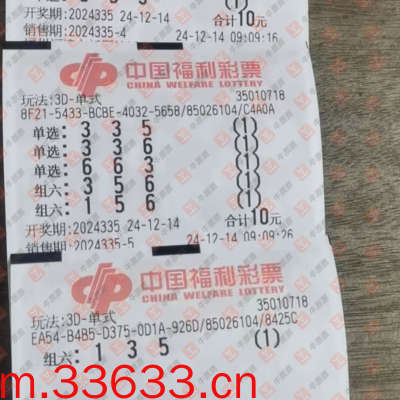 开奖期:2024335 24-12-14 合计10元
销售期:2024335-4 24-12-14 09:09:16
中国福利彩票
CHINA WELFARE LOTTERY
玩法:3D-单式 35010718
8F21-5433-BCBE-4032-5658/85026104/C4A0A
单选: 3 3 5 (1)
单选: 3 3 6 (1)
单选: 6 6 3 (1)
组六: 3 5 6 (1)
组六: 1 5 6 (1)
开奖期:2024335 24-12-14 合计10元
销售期:2024335-5 24-12-14 09:09:26
中国福利彩票
CHINA WELFARE LOTTERY
玩法:3D-单式 35010718
EA54-B4B5-D375-0D1A-926D/85026104/8425C
组六: 1 3 5 (1)
m.33633.cn